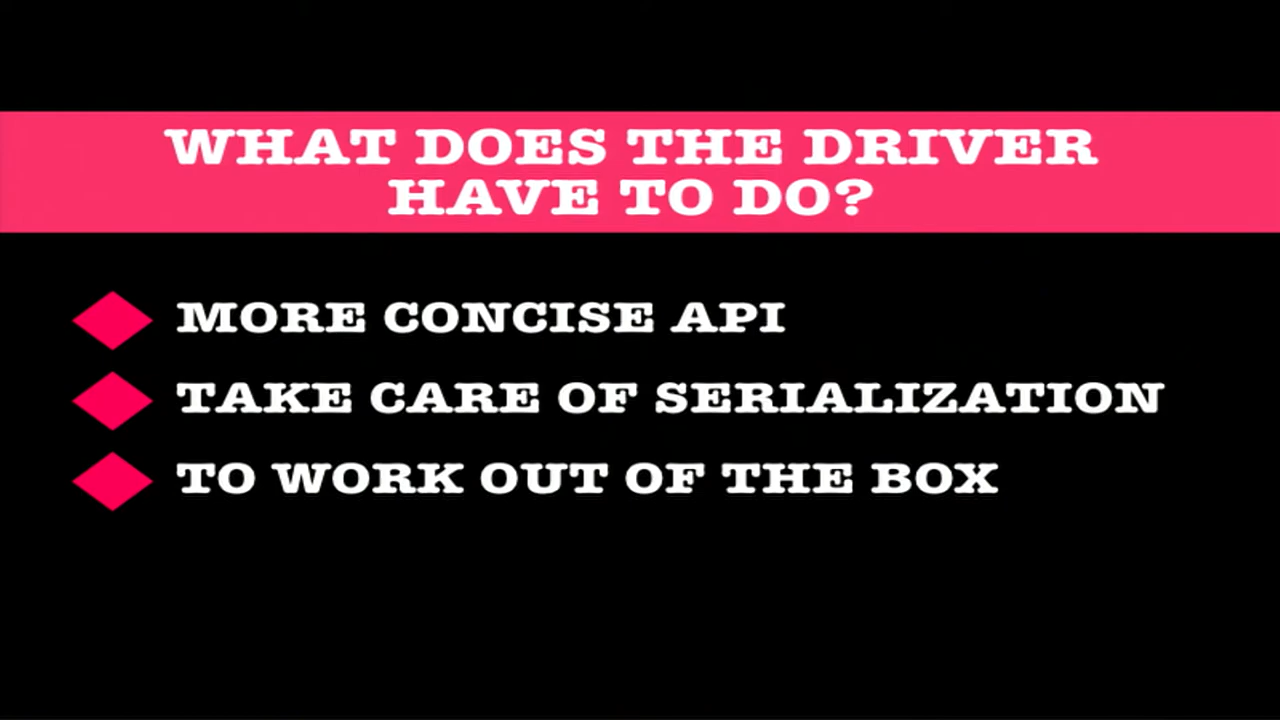 WHAT DOES THE DRIVER
HAVE TO DO?
MORE CONCISE API
TAKE CARE OF SERIALIZATION
TO WORK OUT OF THE BOX